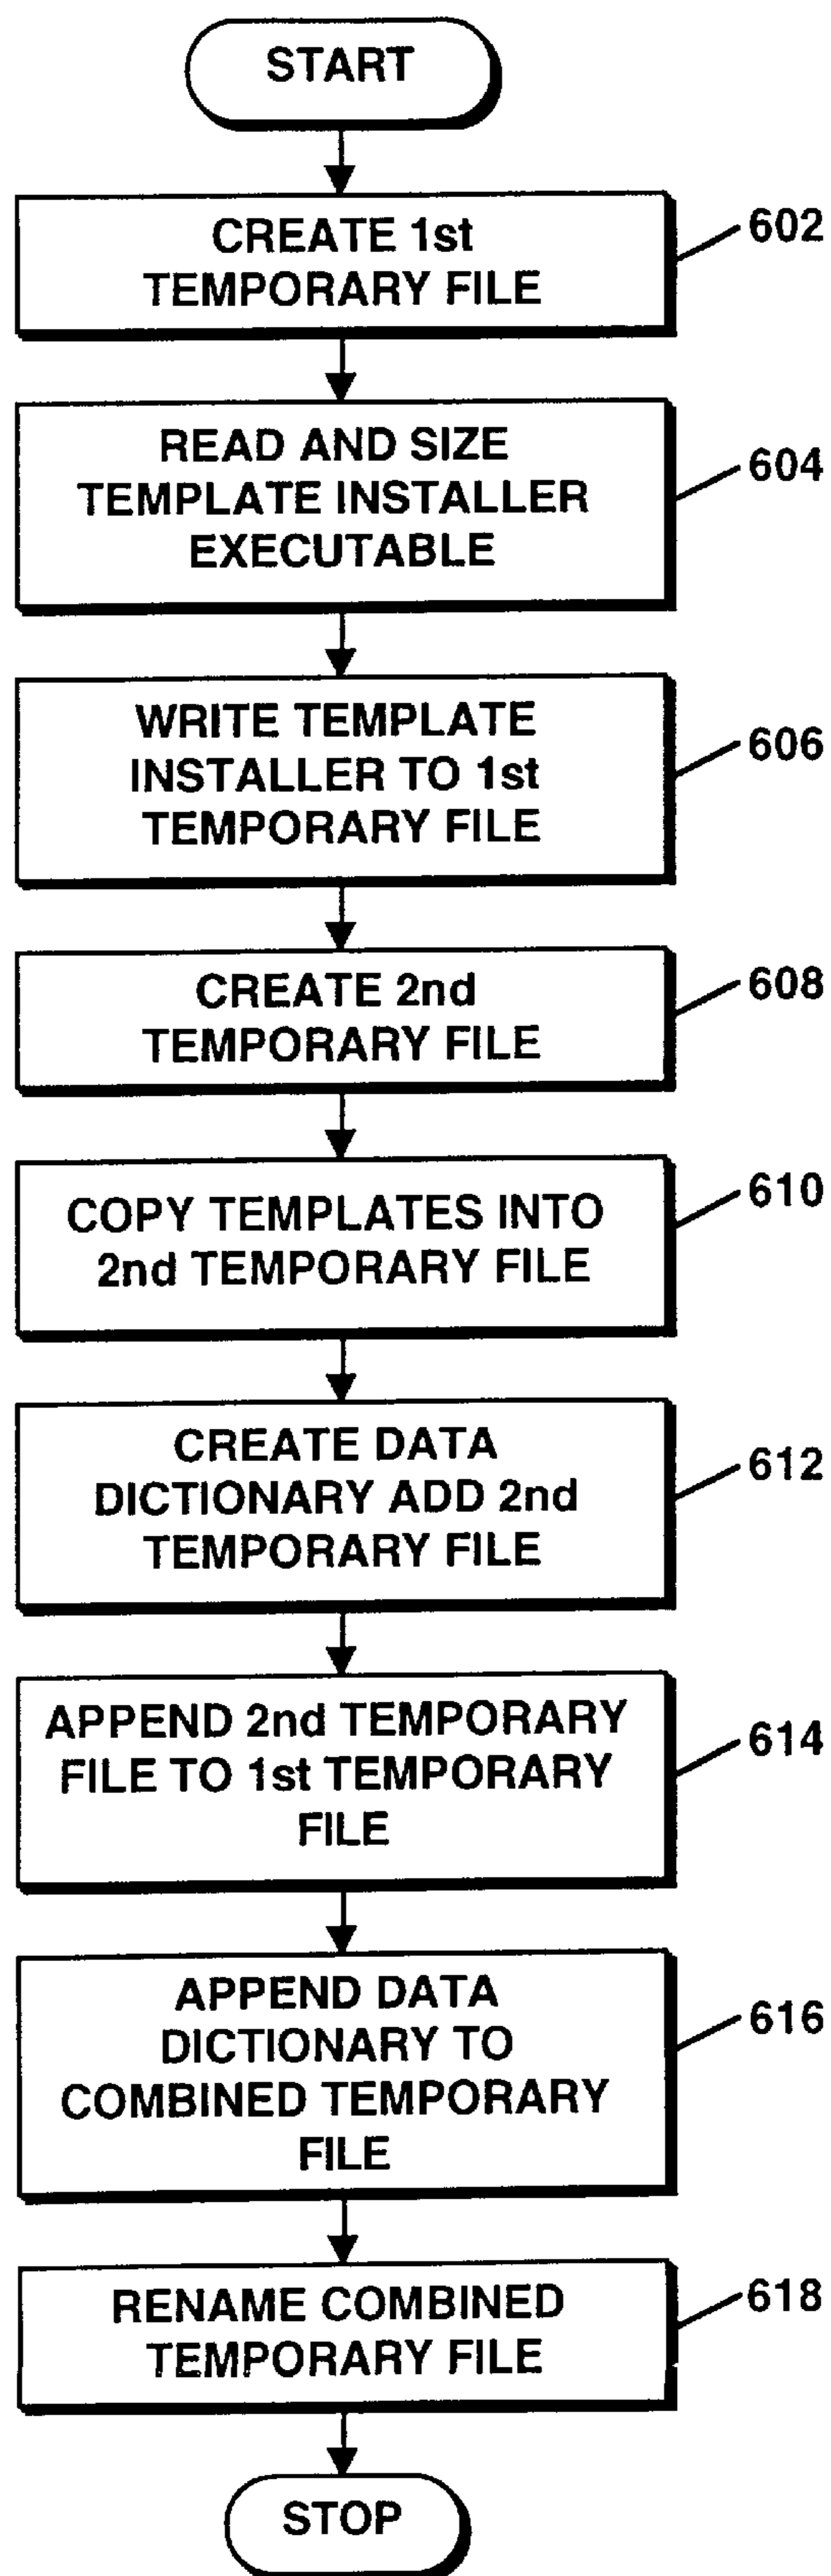 START
CREATE 1st
TEMPORARY FILE
602
READ AND SIZE
TEMPLATE INSTALLER
EXECUTABLE
604
WRITE TEMPLATE
INSTALLER TO 1st
TEMPORARY FILE
606
CREATE 2nd
TEMPORARY FILE
608
COPY TEMPLATES INTO
2nd TEMPORARY FILE
610
CREATE DATA
DICTIONARY ADD 2nd
TEMPORARY FILE
612
APPEND 2nd TEMPORARY
FILE TO 1st TEMPORARY
FILE
614
APPEND DATA
DICTIONARY TO
COMBINED TEMPORARY
FILE
616
RENAME COMBINED
TEMPORARY FILE
618
STOP